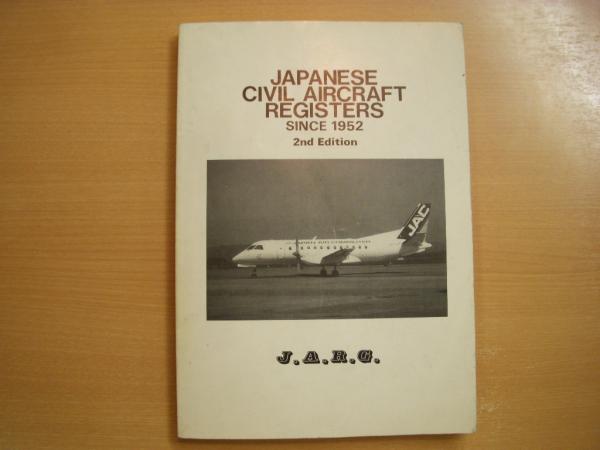 JAPANESE
CIVIL AIRCRAFT
REGISTERS
SINCE 1952
2nd Edition
JAC
J.A.R.G.